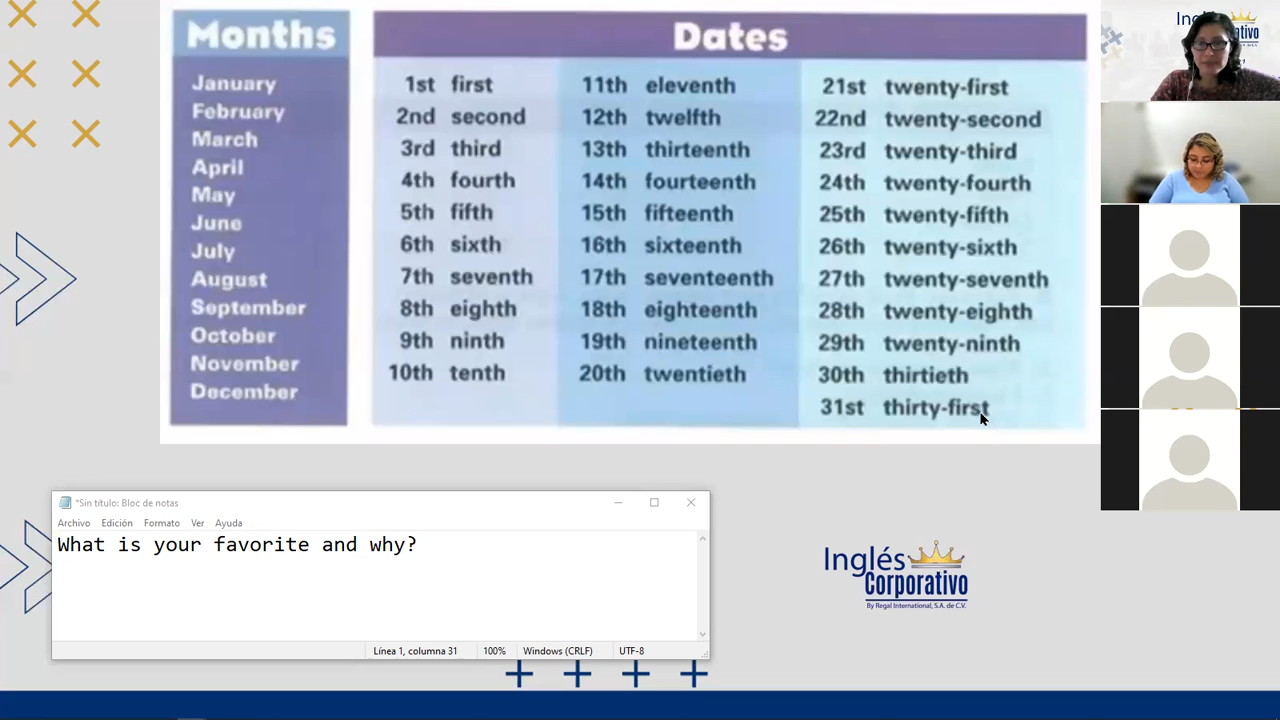 Months
January
February
March
April
May
June
July
August
September
October
November
December
Dates
1st first
2nd second
3rd third
4th fourth
5th fifth
6th sixth
7th seventh
8th eighth
9th ninth
10th tenth
11th eleventh
12th twelfth
13th thirteenth
14th fourteenth
15th fifteenth
16th sixteenth
17th seventeenth
18th eighteenth
19th nineteenth
20th twentieth
21st twenty-first
22nd twenty-second
23rd twenty-third
24th twenty-fourth
25th twenty-fifth
26th twenty-sixth
27th twenty-seventh
28th twenty-eighth
29th twenty-ninth
30th thirtieth
31st thirty-first
*Sin título: Bloc de notas
Archivo Edición Formato Ver Ayuda
What is your favorite and why?
Línea 1, columna 31 100% Windows (CRLF) UTF-8
Inglés
Corporativo
By Regal International, S.A. de C.V.